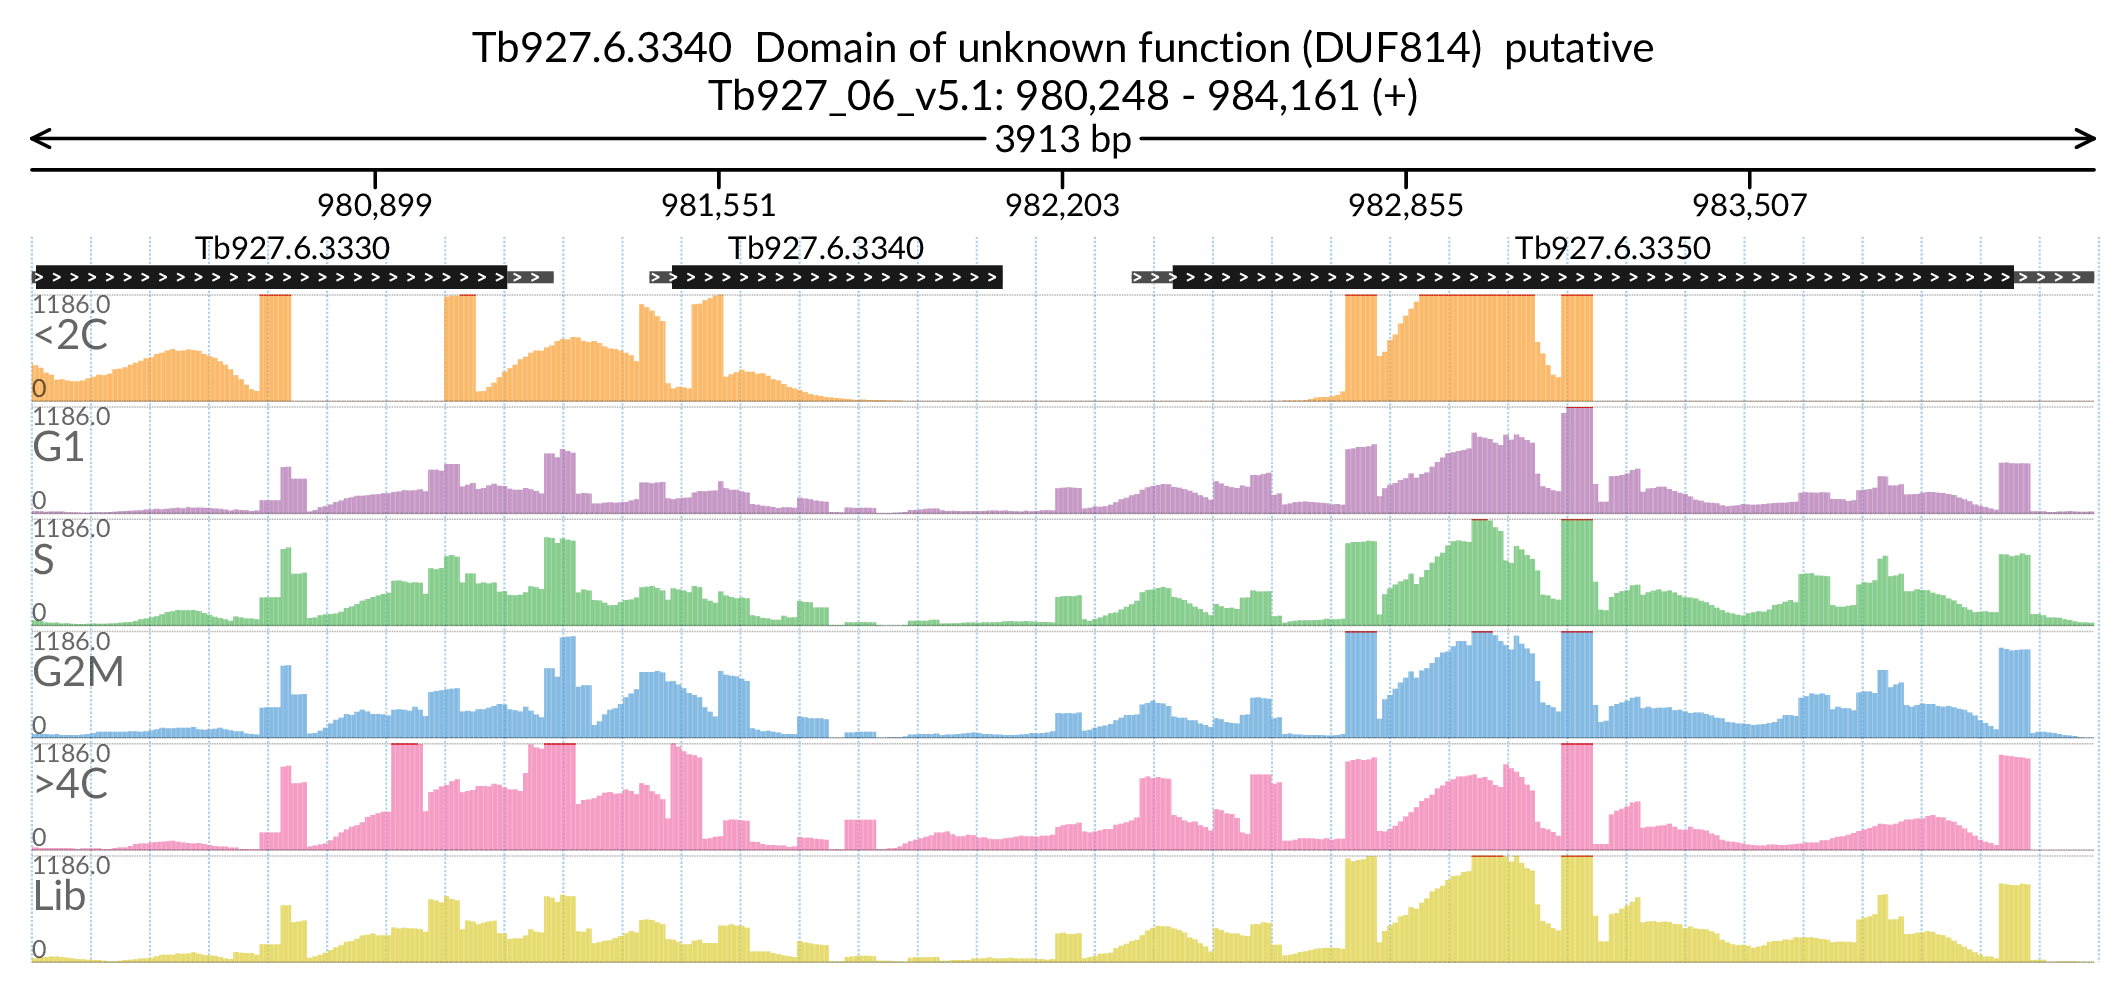 Tb927.6.3340  Domain of unknown function (DUF814)  putative
Tb927_06_v5.1: 980,248 - 984,161 (+)
3913 bp
980,899 981,551 982,203 982,855 983,507
Tb927.6.3330 Tb927.6.3340 Tb927.6.3350
1186.0
<2C
0
1186.0
G1
0
1186.0
S
0
1186.0
G2M
0
1186.0
>4C
0
1186.0
Lib
0